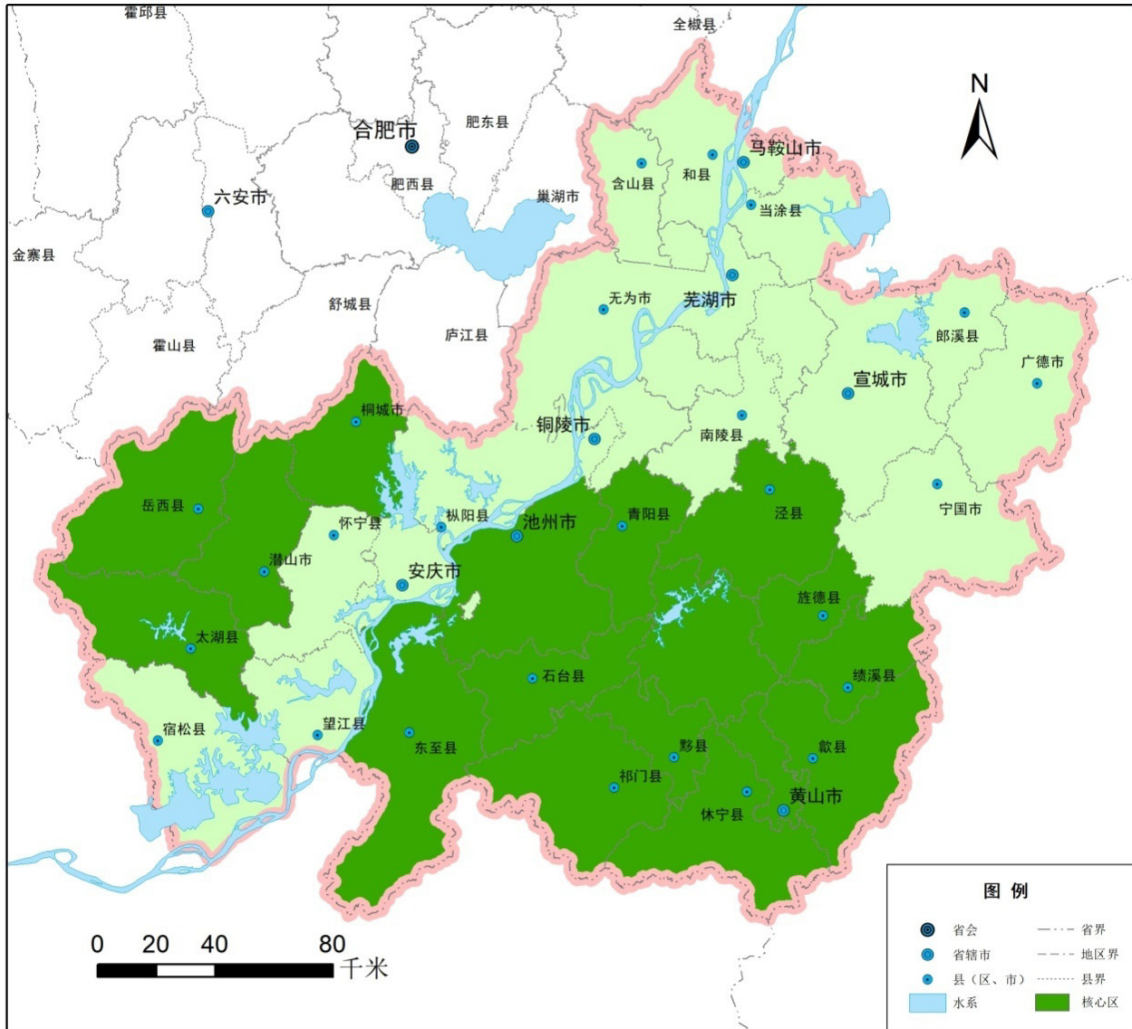 霍邱县
全椒县
N
合肥市
肥东县
马鞍山市
和县
含山县
肥西县
巢湖市
六安市
当涂县
金寨县
舒城县
无为市
芜湖市
庐江县
郎溪县
霍山县
广德市
宣城市
桐城市
铜陵市
南陵县
岳西县
宁国市
怀宁县
枞阳县
池州市
青阳县
泾县
潜山市
安庆市
旌德县
太湖县
石台县
绩溪县
宿松县
望江县
东至县
黟县
歙县
祁门县
休宁县
黄山市
0 20 40 80
千米
图 例
省会
省界
省辖市
地区界
县（区、市）
县界
水系
核心区